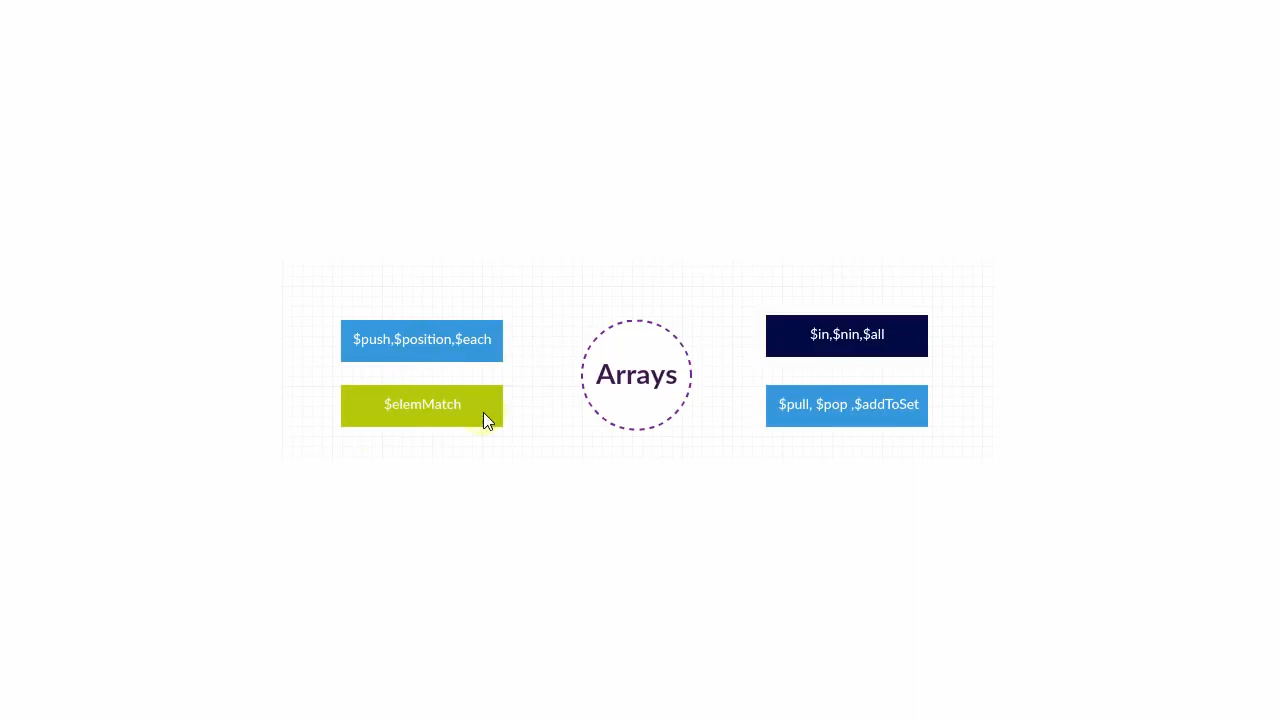 $push,$position,$each
$elemMatch
Arrays
$in,$nin,$all
$pull, $pop ,$addToSet